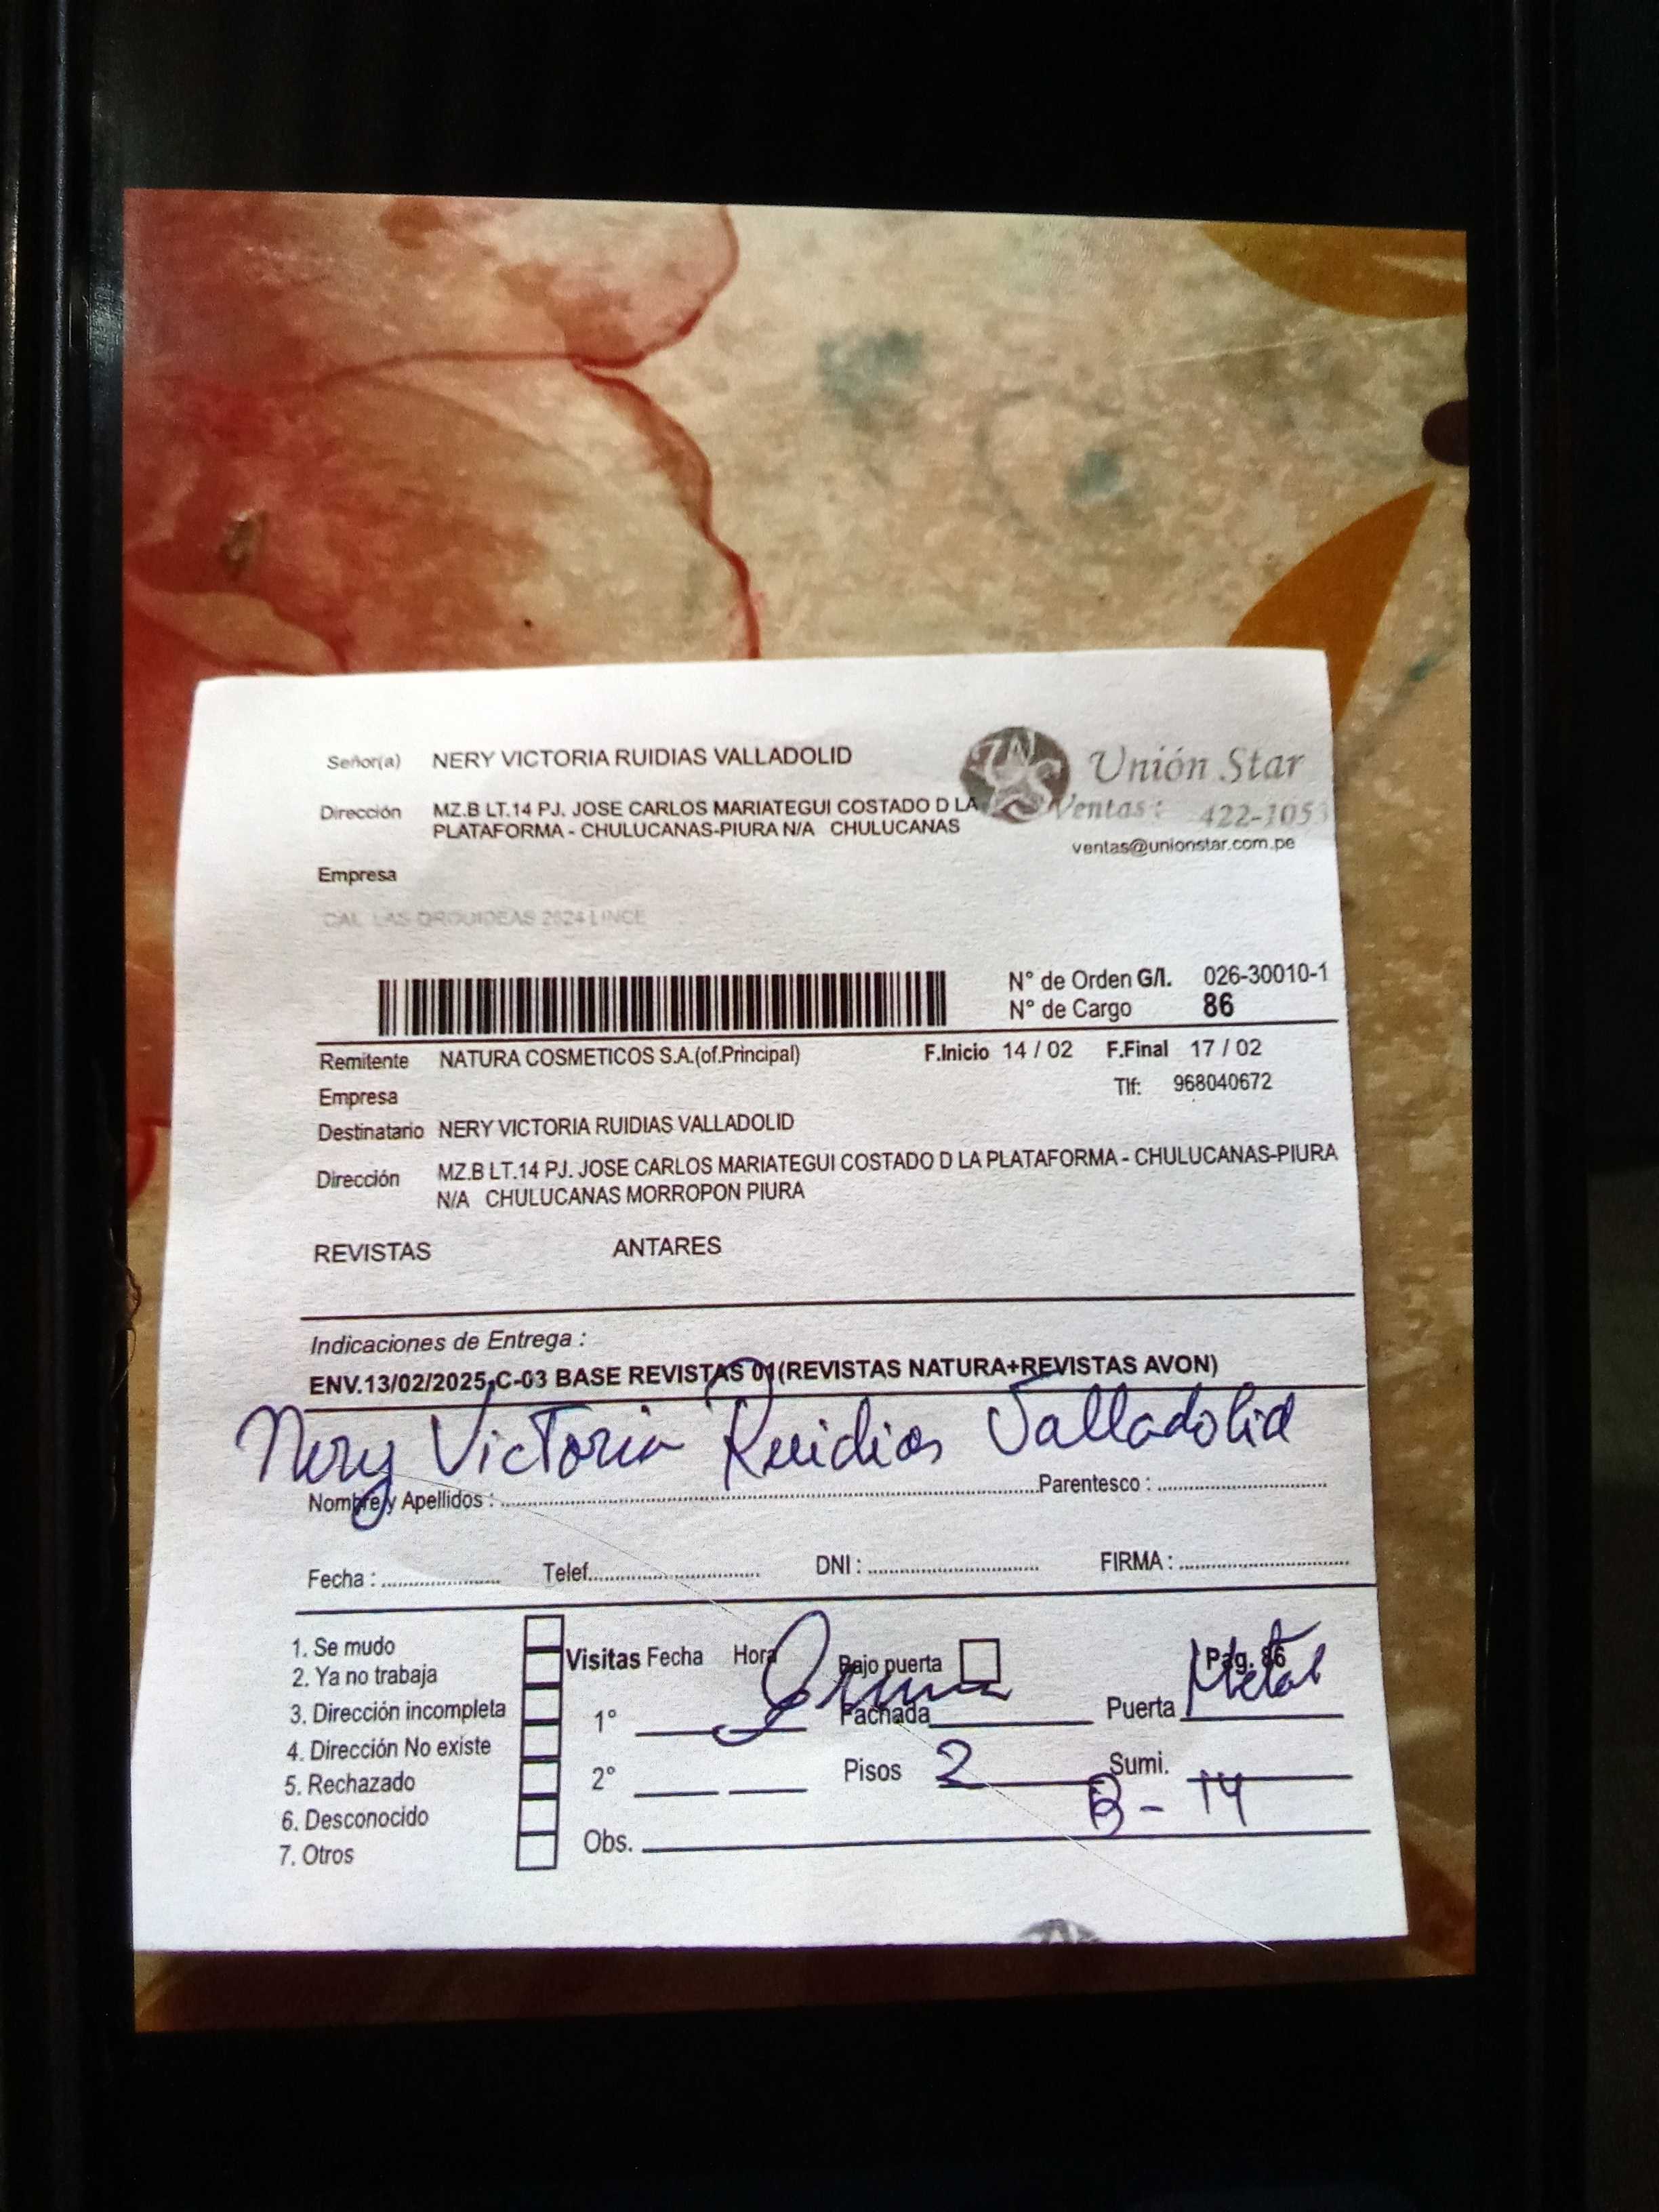 Señor(a) NERY VICTORIA RUIDIAS VALLADOLID
Unión Star
Dirección MZ.B LT.14 PJ. JOSE CARLOS MARIATEGUI COSTADO D LA
PLATAFORMA - CHULUCANAS-PIURA N/A CHULUCANAS
Ventas: 422-1053
ventas@unionstar.com.pe
Empresa
CAL LAS ORQUIDEAS 2624 LINCE
N° de Orden G/I. 026-30010-1
N° de Cargo 86
Remitente NATURA COSMETICOS S.A.(of.Principal) F.Inicio 14 / 02 F.Final 17 / 02
Empresa Tlf: 968040672
Destinatario NERY VICTORIA RUIDIAS VALLADOLID
Dirección MZ.B LT.14 PJ. JOSE CARLOS MARIATEGUI COSTADO D LA PLATAFORMA - CHULUCANAS-PIURA
N/A CHULUCANAS MORROPON PIURA
REVISTAS ANTARES
Indicaciones de Entrega :
ENV.13/02/2025,C-03 BASE REVISTAS 01(REVISTAS NATURA+REVISTAS AVON)
Nery Victoria Ruidias Valladolid
Nombre y Apellidos : Parentesco :
Fecha : Telef. DNI : FIRMA :
1. Se mudo
2. Ya no trabaja
3. Dirección incompleta
4. Dirección No existe
5. Rechazado
6. Desconocido
7. Otros
Visitas Fecha Hora Bajo puerta Pag. 86
1° Fachada Crema Puerta Metal
2° Pisos 2 Sumi.
B - 14
Obs.